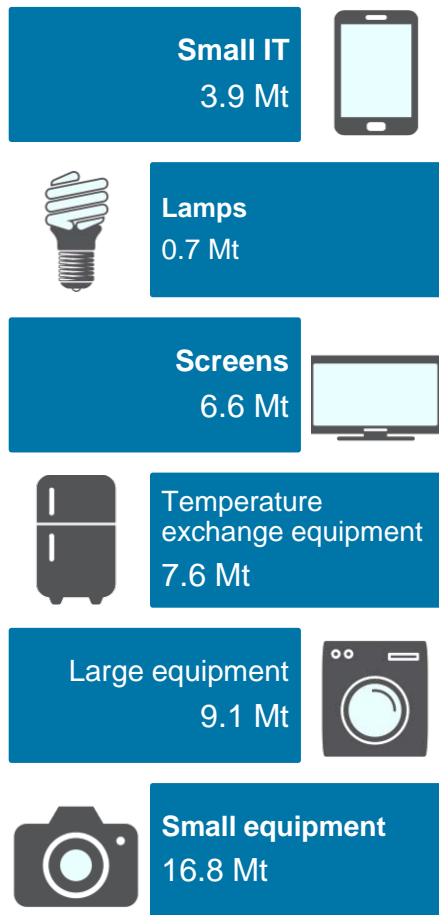 Small IT
3.9 Mt
Lamps
0.7 Mt
Screens
6.6 Mt
Temperature
exchange equipment
7.6 Mt
Large equipment
9.1 Mt
Small equipment
16.8 Mt